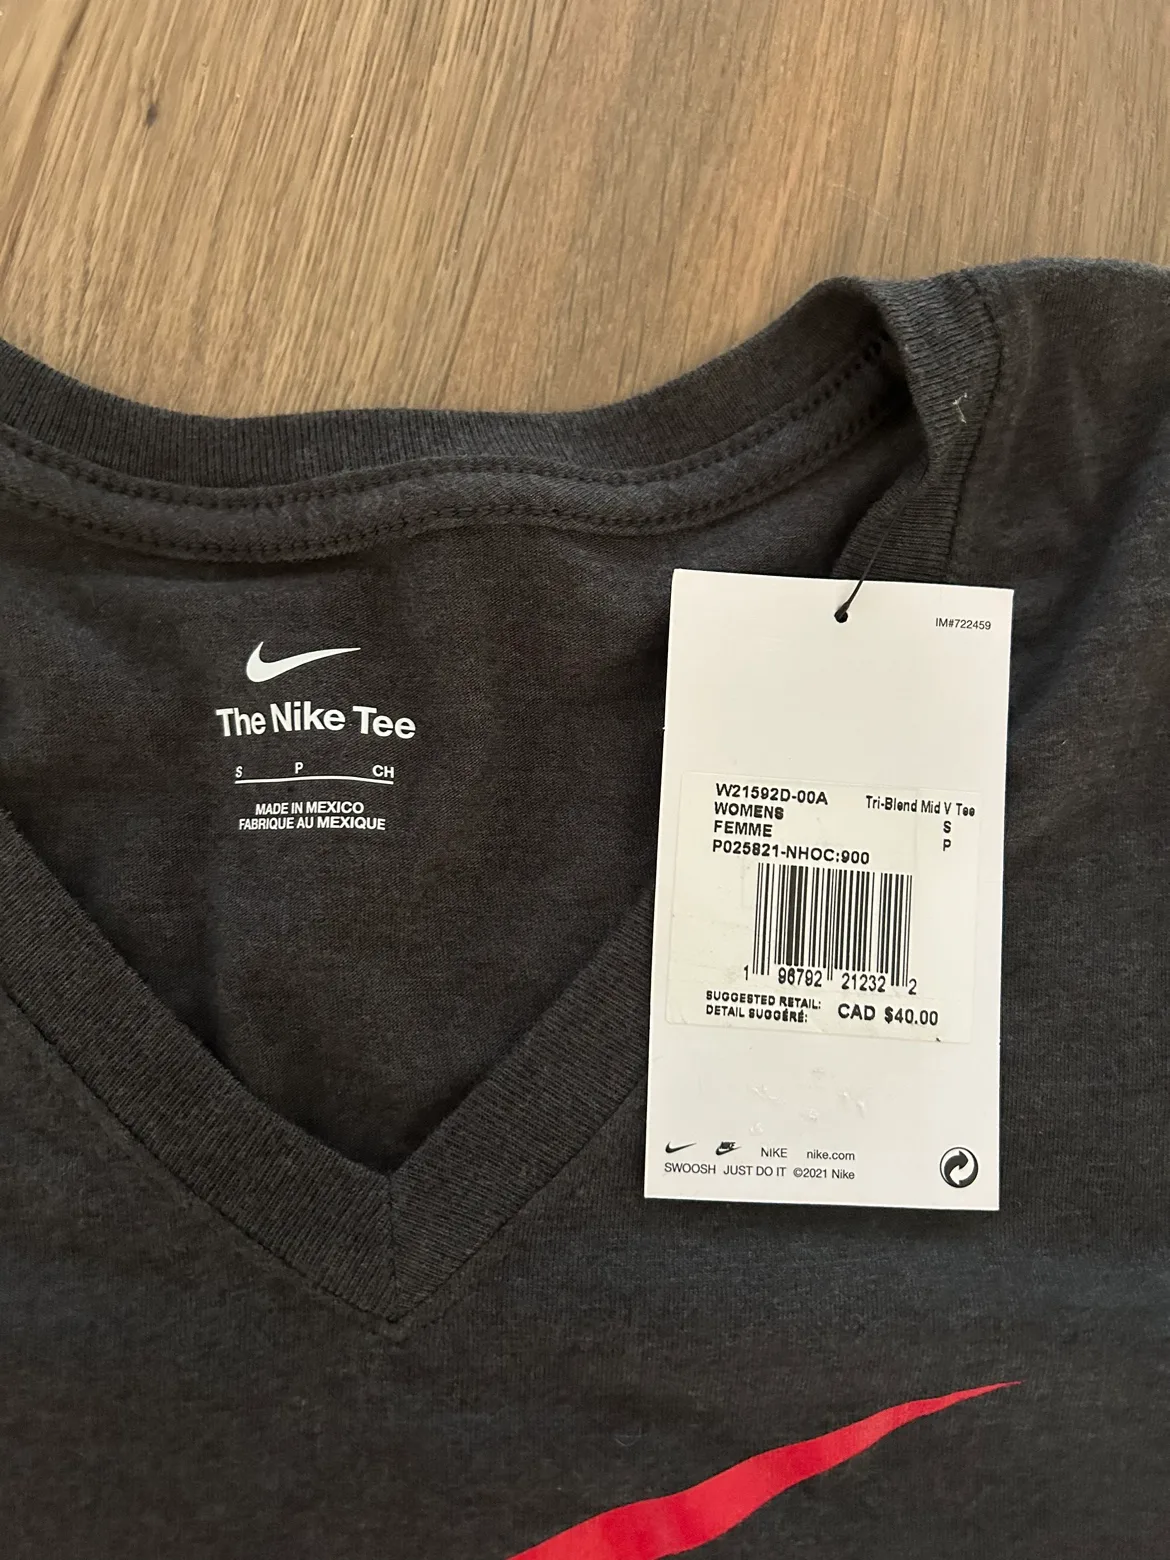 The Nike Tee
S P CH
MADE IN MEXICO
FABRIQUE AU MEXIQUE
IM#722459
W21592D-00A Tri-Blend Mid V Tee
WOMENS S
FEMME P
P025821-NHOC:900
1 96792 21232 2
SUGGESTED RETAIL:
DETAIL SUGGÉRÉ: CAD $40.00
NIKE NIKE nike.com
SWOOSH JUST DO IT ©2021 Nike